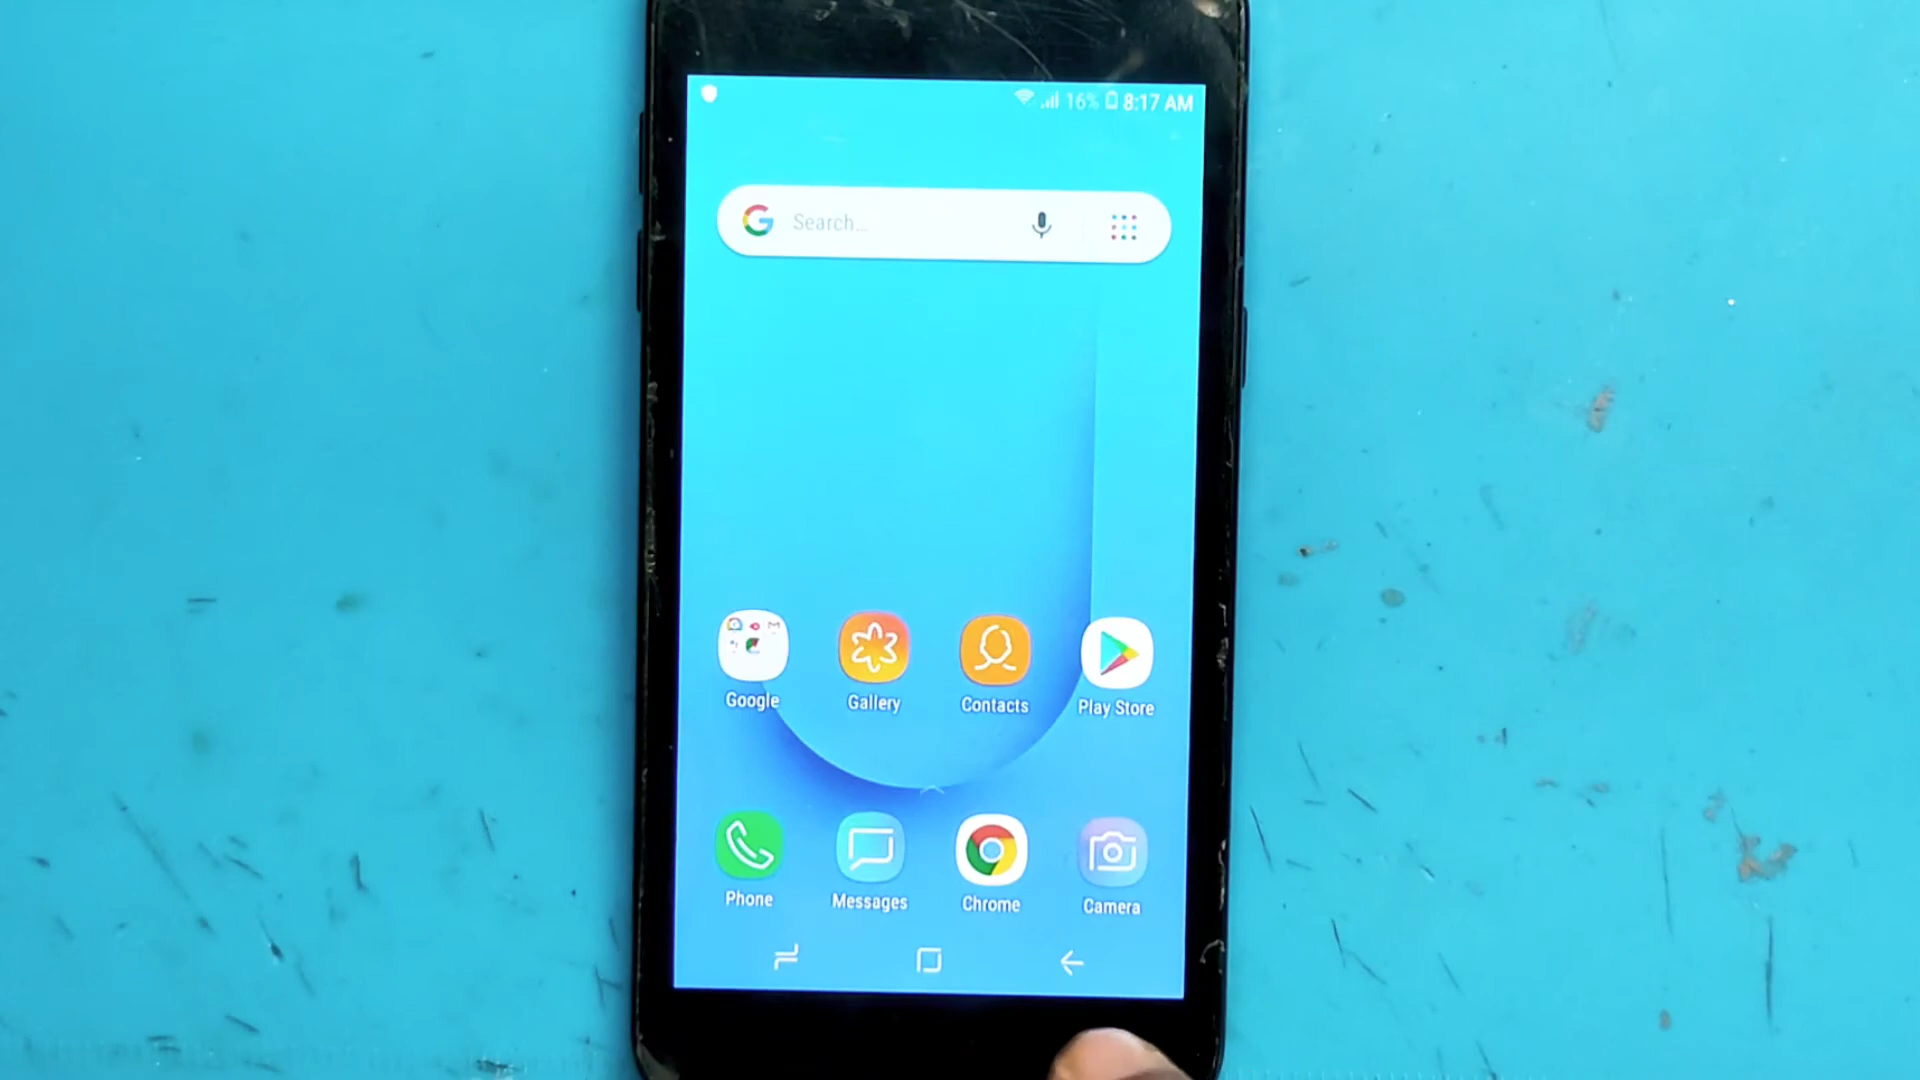 16% 8:17 AM
G Search...
Google Gallery Contacts Play Store
Phone Messages Chrome Camera